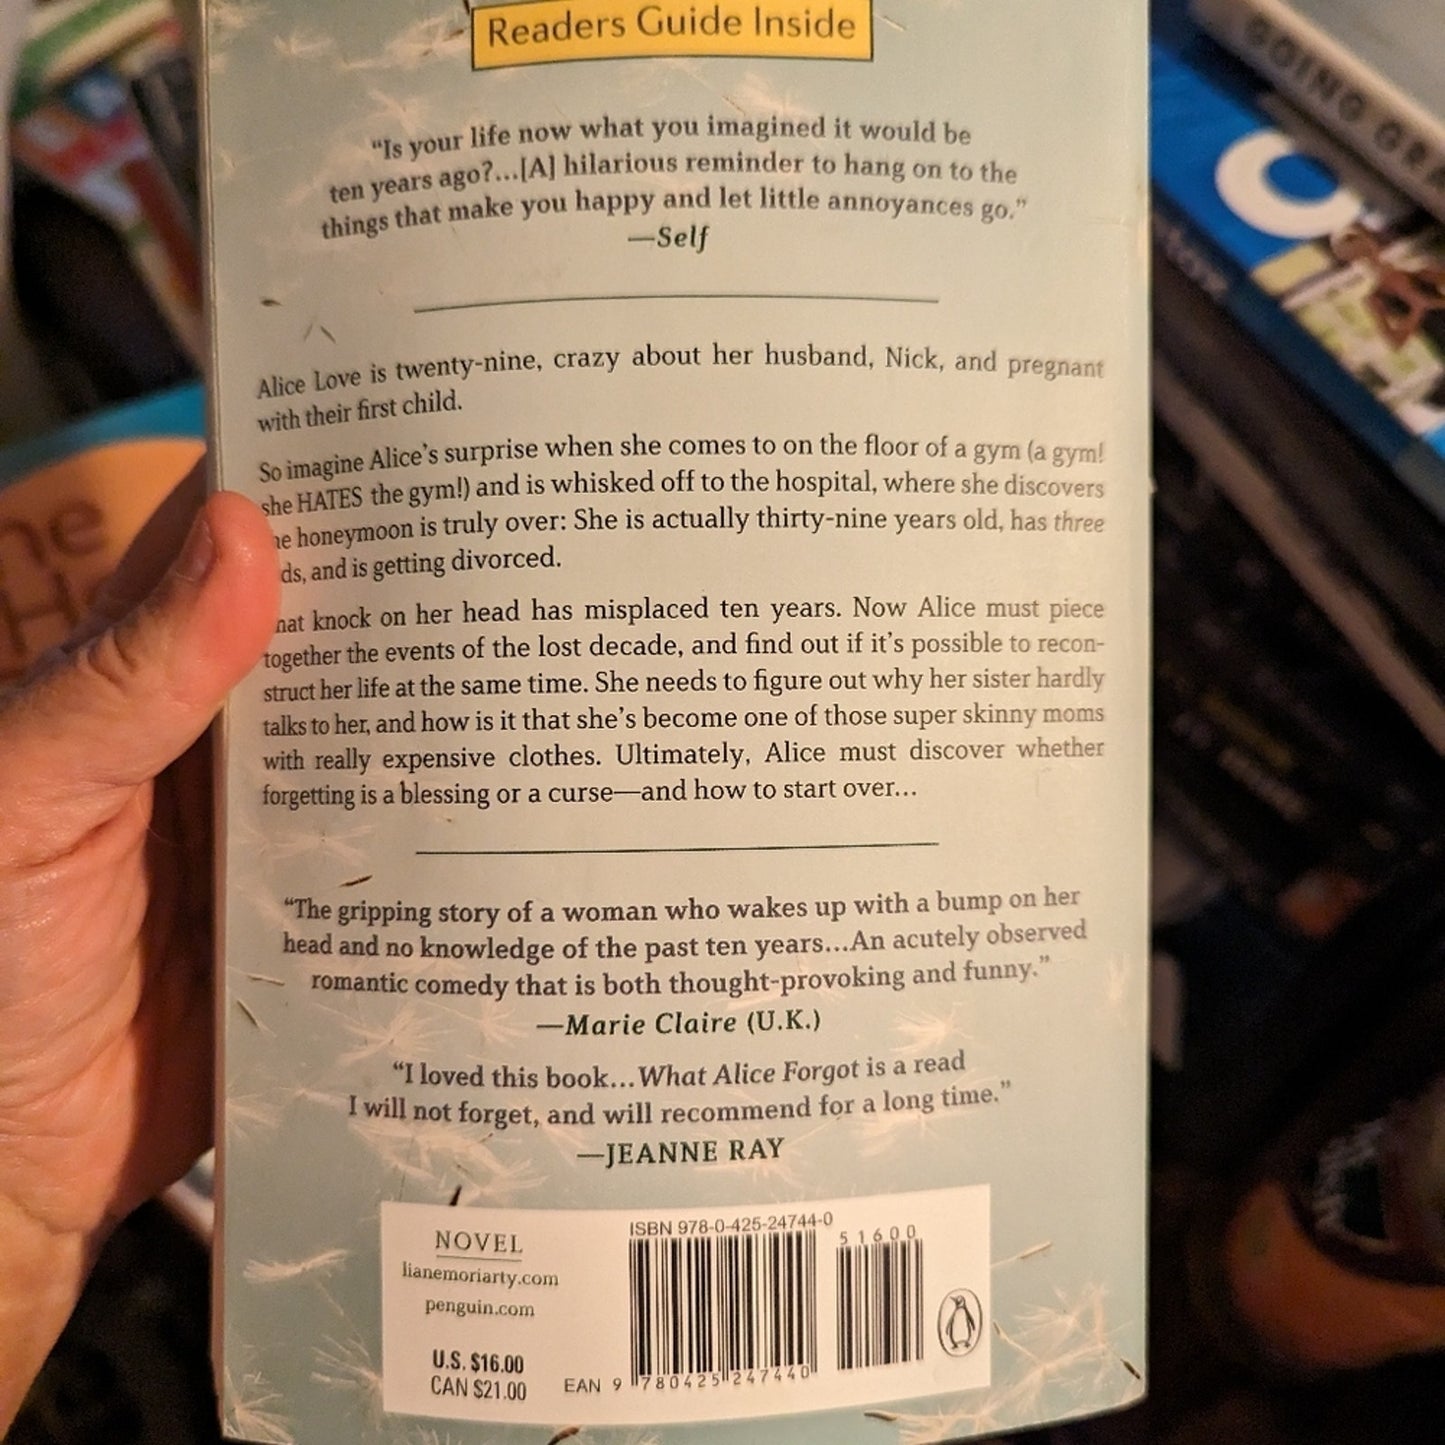 Readers Guide Inside
“Is your life now what you imagined it would be
ten years ago?...[A] hilarious reminder to hang on to the
things that make you happy and let little annoyances go.”
—Self
Alice Love is twenty-nine, crazy about her husband, Nick, and pregnant
with their first child.
So imagine Alice’s surprise when she comes to on the floor of a gym (a gym!
she HATES the gym!) and is whisked off to the hospital, where she discovers
honeymoon is truly over: She is actually thirty-nine years old, has three
and is getting divorced.
knock on her head has misplaced ten years. Now Alice must piece
together the events of the lost decade, and find out if it’s possible to recon-
struct her life at the same time. She needs to figure out why her sister hardly
talks to her, and how is it that she’s become one of those super skinny moms
with really expensive clothes. Ultimately, Alice must discover whether
forgetting is a blessing or a curse—and how to start over...
“The gripping story of a woman who wakes up with a bump on her
head and no knowledge of the past ten years...An acutely observed
romantic comedy that is both thought-provoking and funny.”
—Marie Claire (U.K.)
“I loved this book...What Alice Forgot is a read
I will not forget, and will recommend for a long time.”
—JEANNE RAY
NOVEL
lianemoriarty.com
penguin.com
U.S. $16.00
CAN $21.00
ISBN 978-0-425-24744-0
51600
EAN 9 780425 247440
GOING